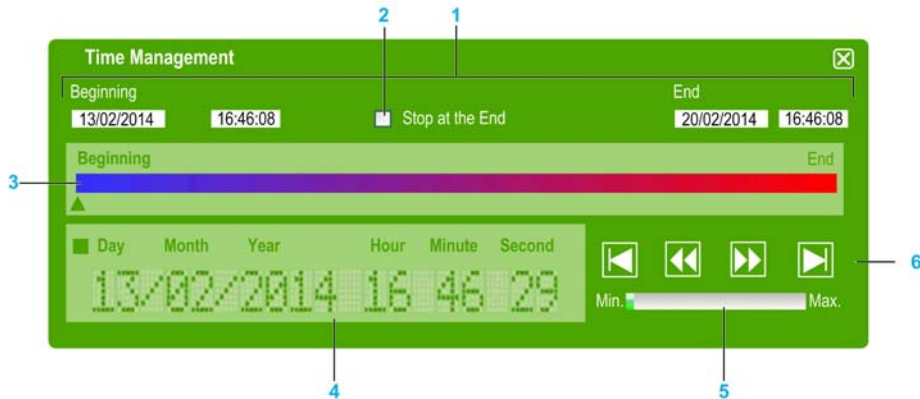 2 1
Time Management
Beginning End
13/02/2014 16:46:08 Stop at the End 20/02/2014 16:46:08
Beginning End
3
Day Month Year Hour Minute Second
13/02/2014 16 46 29
6
Min. Max.
4 5